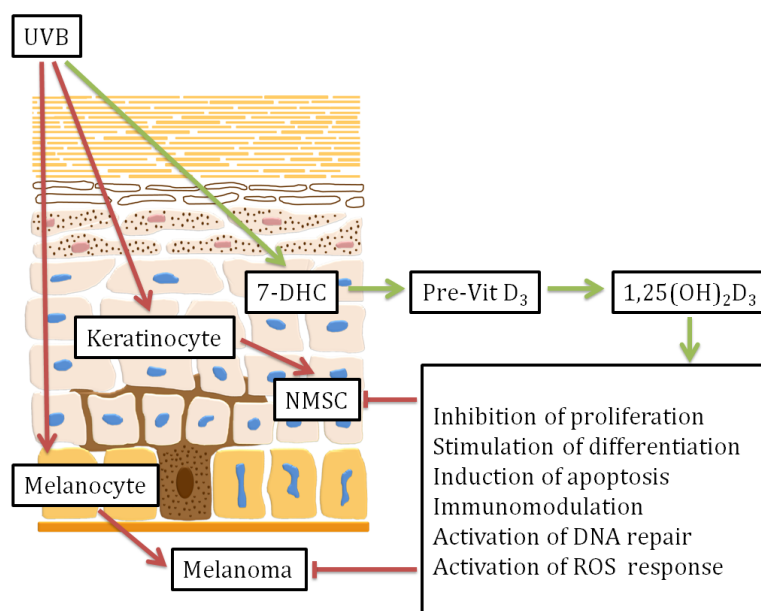 UVB
7-DHC
Pre-Vit D₃
1,25(OH)₂D₃
Keratinocyte
NMSC
Inhibition of proliferation
Stimulation of differentiation
Induction of apoptosis
Immunomodulation
Activation of DNA repair
Activation of ROS response
Melanocyte
Melanoma